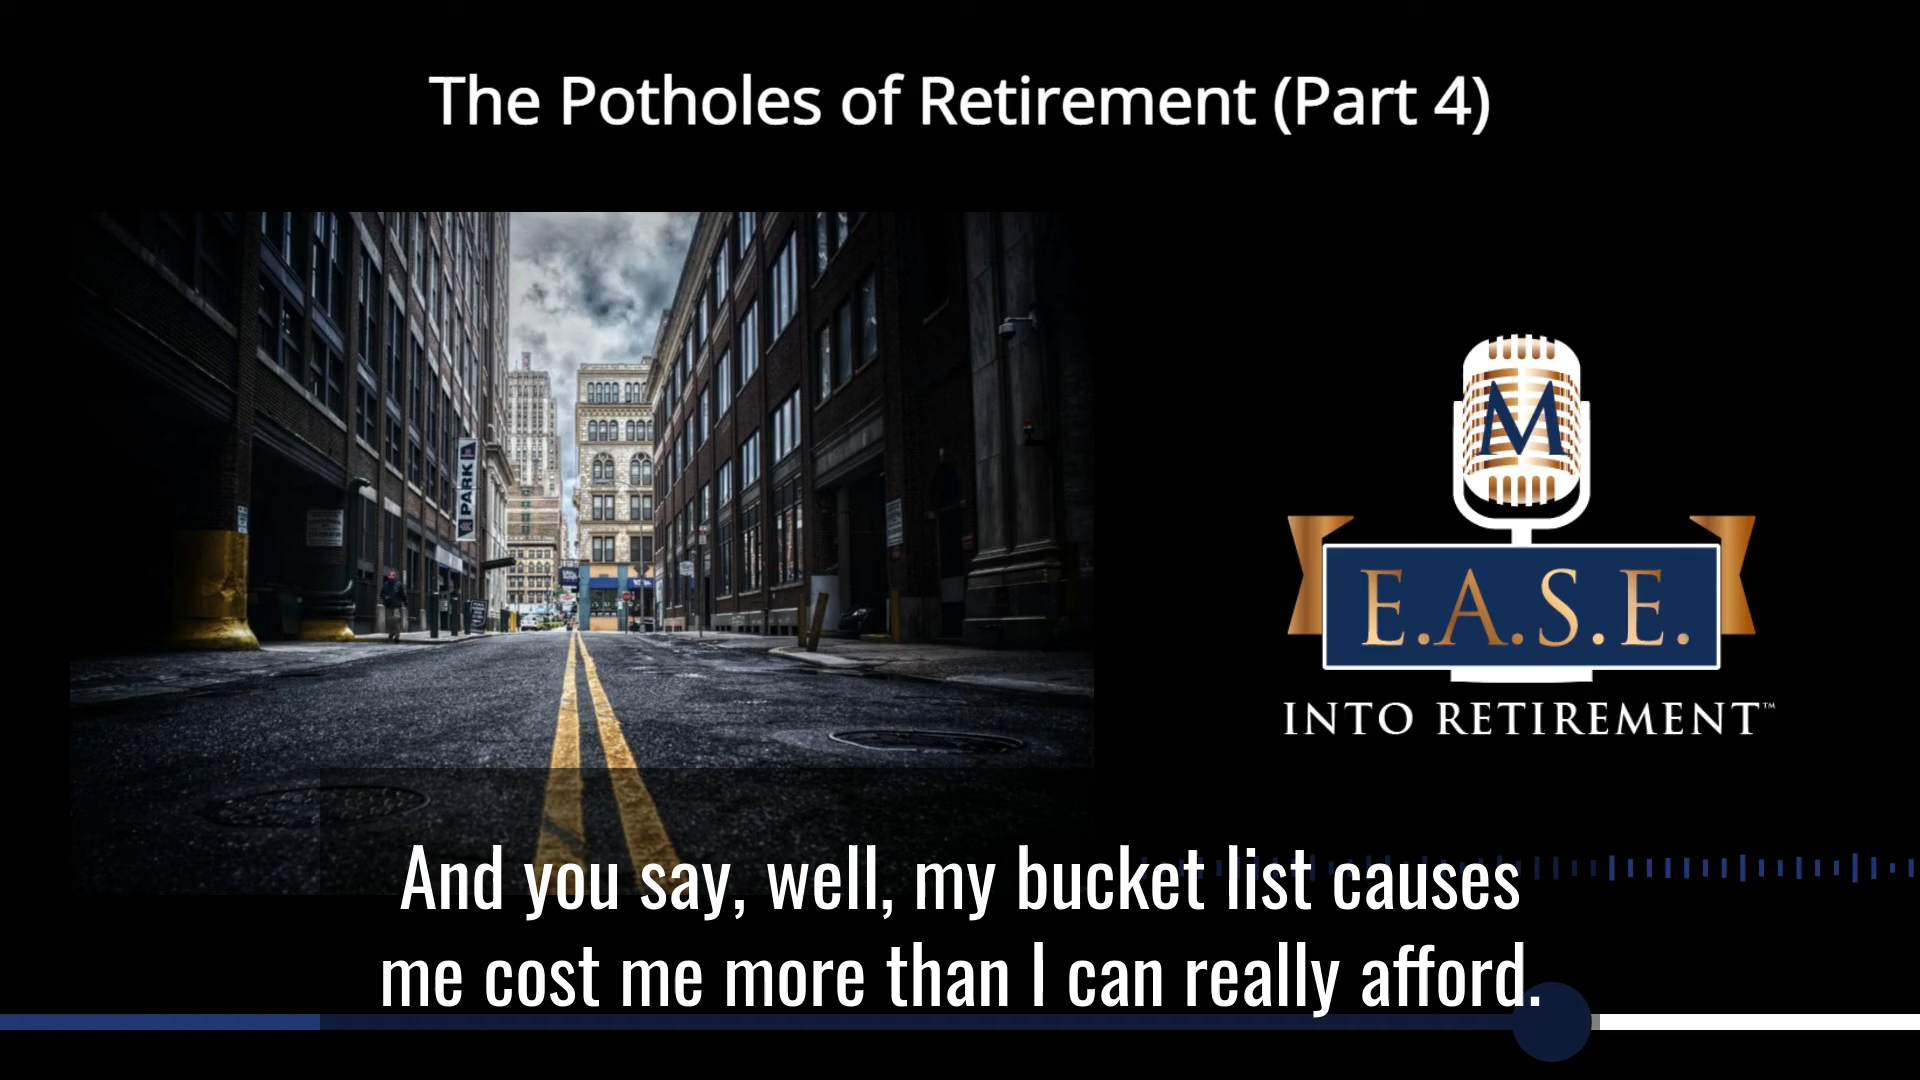 The Potholes of Retirement (Part 4)
PARK
M
E.A.S.E.
INTO RETIREMENT™
And you say, well, my bucket list causes
me cost me more than I can really afford.